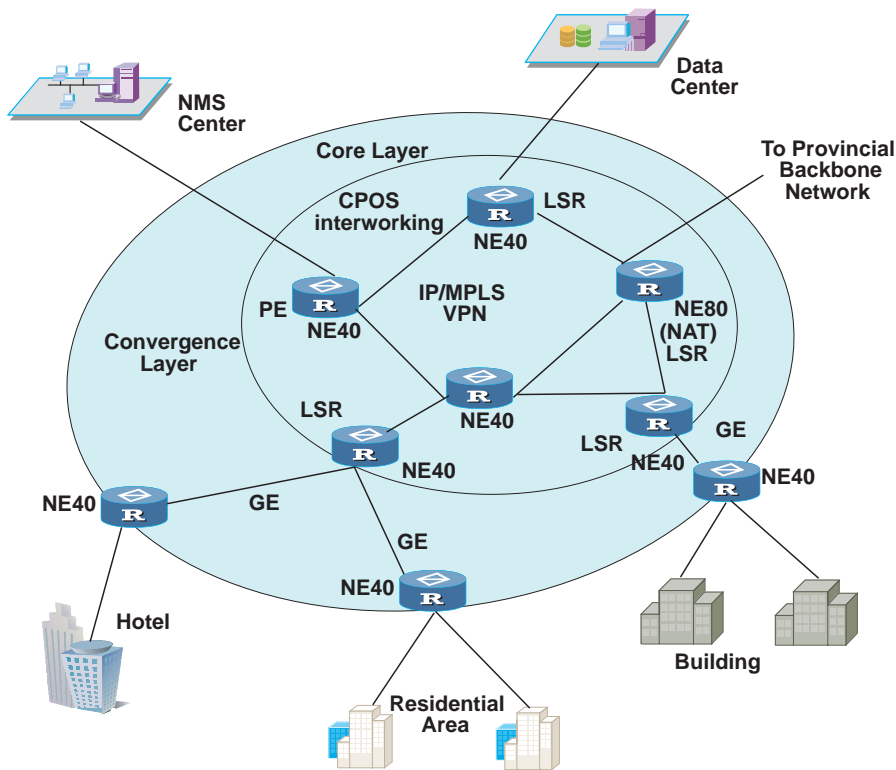 Data
Center
NMS
Center
Core Layer
To Provincial
Backbone
Network
CPOS
interworking
LSR
R
NE40
IP/MPLS
VPN
R
PE
NE40
R
NE80
(NAT)
LSR
Convergence
Layer
R
NE40
LSR
R
NE40
R
LSR
NE40
GE
NE40
R
NE40
R
GE
GE
NE40
R
Hotel
Building
Residential
Area